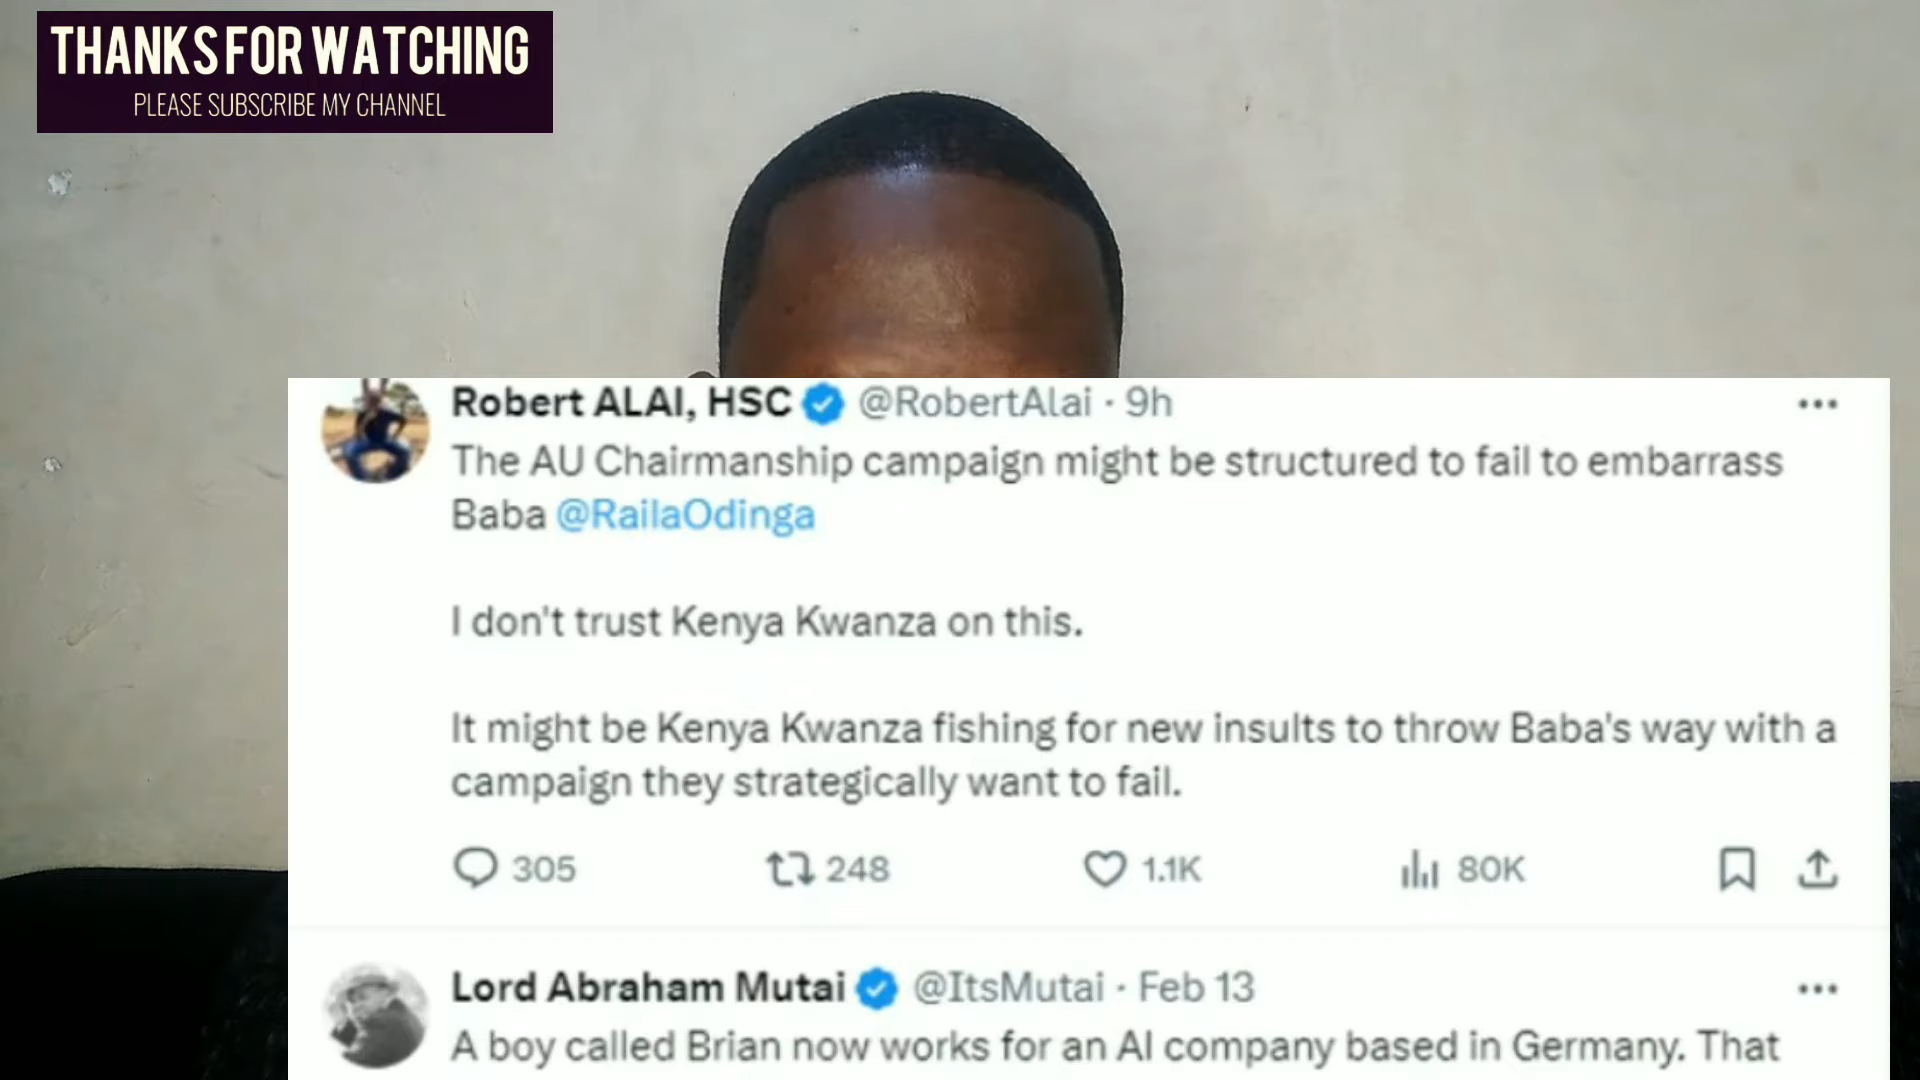 THANKS FOR WATCHING
PLEASE SUBSCRIBE MY CHANNEL
Robert ALAI, HSC @RobertAlai · 9h
The AU Chairmanship campaign might be structured to fail to embarrass
Baba @RailaOdinga
I don't trust Kenya Kwanza on this.
It might be Kenya Kwanza fishing for new insults to throw Baba's way with a
campaign they strategically want to fail.
305 248 1.1K 80K
Lord Abraham Mutai @ItsMutai · Feb 13
A boy called Brian now works for an AI company based in Germany. That